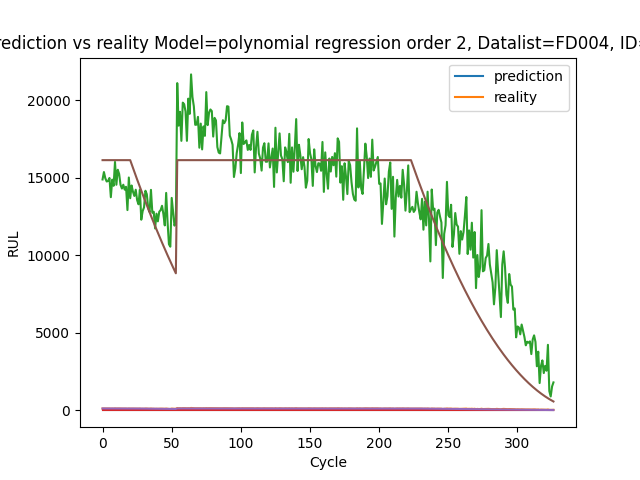 rediction vs reality Model=polynomial regression order 2, Datalist=FD004, ID=
prediction
reality
RUL
20000
15000
10000
5000
0
0 50 100 150 200 250 300
Cycle